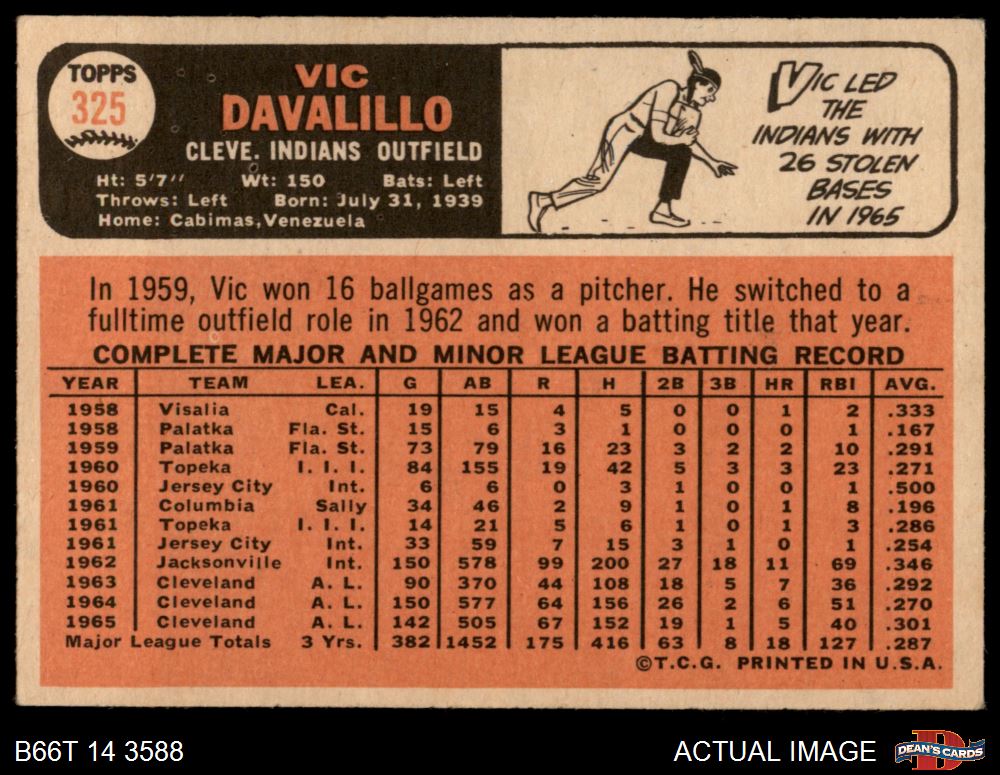 TOPPS
325
VIC
DAVALILLO
CLEVE. INDIANS OUTFIELD
Ht: 5'7" Wt: 150 Bats: Left
Throws: Left Born: July 31, 1939
Home: Cabimas, Venezuela
VIC LED
THE
INDIANS WITH
26 STOLEN
BASES
IN 1965
In 1959, Vic won 16 ballgames as a pitcher. He switched to a
fulltime outfield role in 1962 and won a batting title that year.
COMPLETE MAJOR AND MINOR LEAGUE BATTING RECORD
YEAR TEAM LEA. G AB R H 2B 3B HR RBI AVG.
1958 Visalia Cal. 19 15 4 5 0 0 1 2 .333
1958 Palatka Fla. St. 15 6 3 1 0 0 0 1 .167
1959 Palatka Fla. St. 73 79 16 23 3 2 2 10 .291
1960 Topeka I. I. I. 84 155 19 42 5 3 3 23 .271
1960 Jersey City Int. 6 6 0 3 1 0 0 1 .500
1961 Columbia Sally 34 46 2 9 1 0 1 8 .196
1961 Topeka I. I. I. 14 21 5 6 1 0 1 3 .286
1961 Jersey City Int. 33 59 7 15 3 1 0 1 .254
1962 Jacksonville Int. 150 578 99 200 27 18 11 69 .346
1963 Cleveland A. L. 90 370 44 108 18 5 7 36 .292
1964 Cleveland A. L. 150 577 64 156 26 2 6 51 .270
1965 Cleveland A. L. 142 505 67 152 19 1 5 40 .301
Major League Totals 3 Yrs. 382 1452 175 416 63 8 18 127 .287
©T.C.G. PRINTED IN U.S.A.
B66T 14 3588 ACTUAL IMAGE DEAN'S CARDS